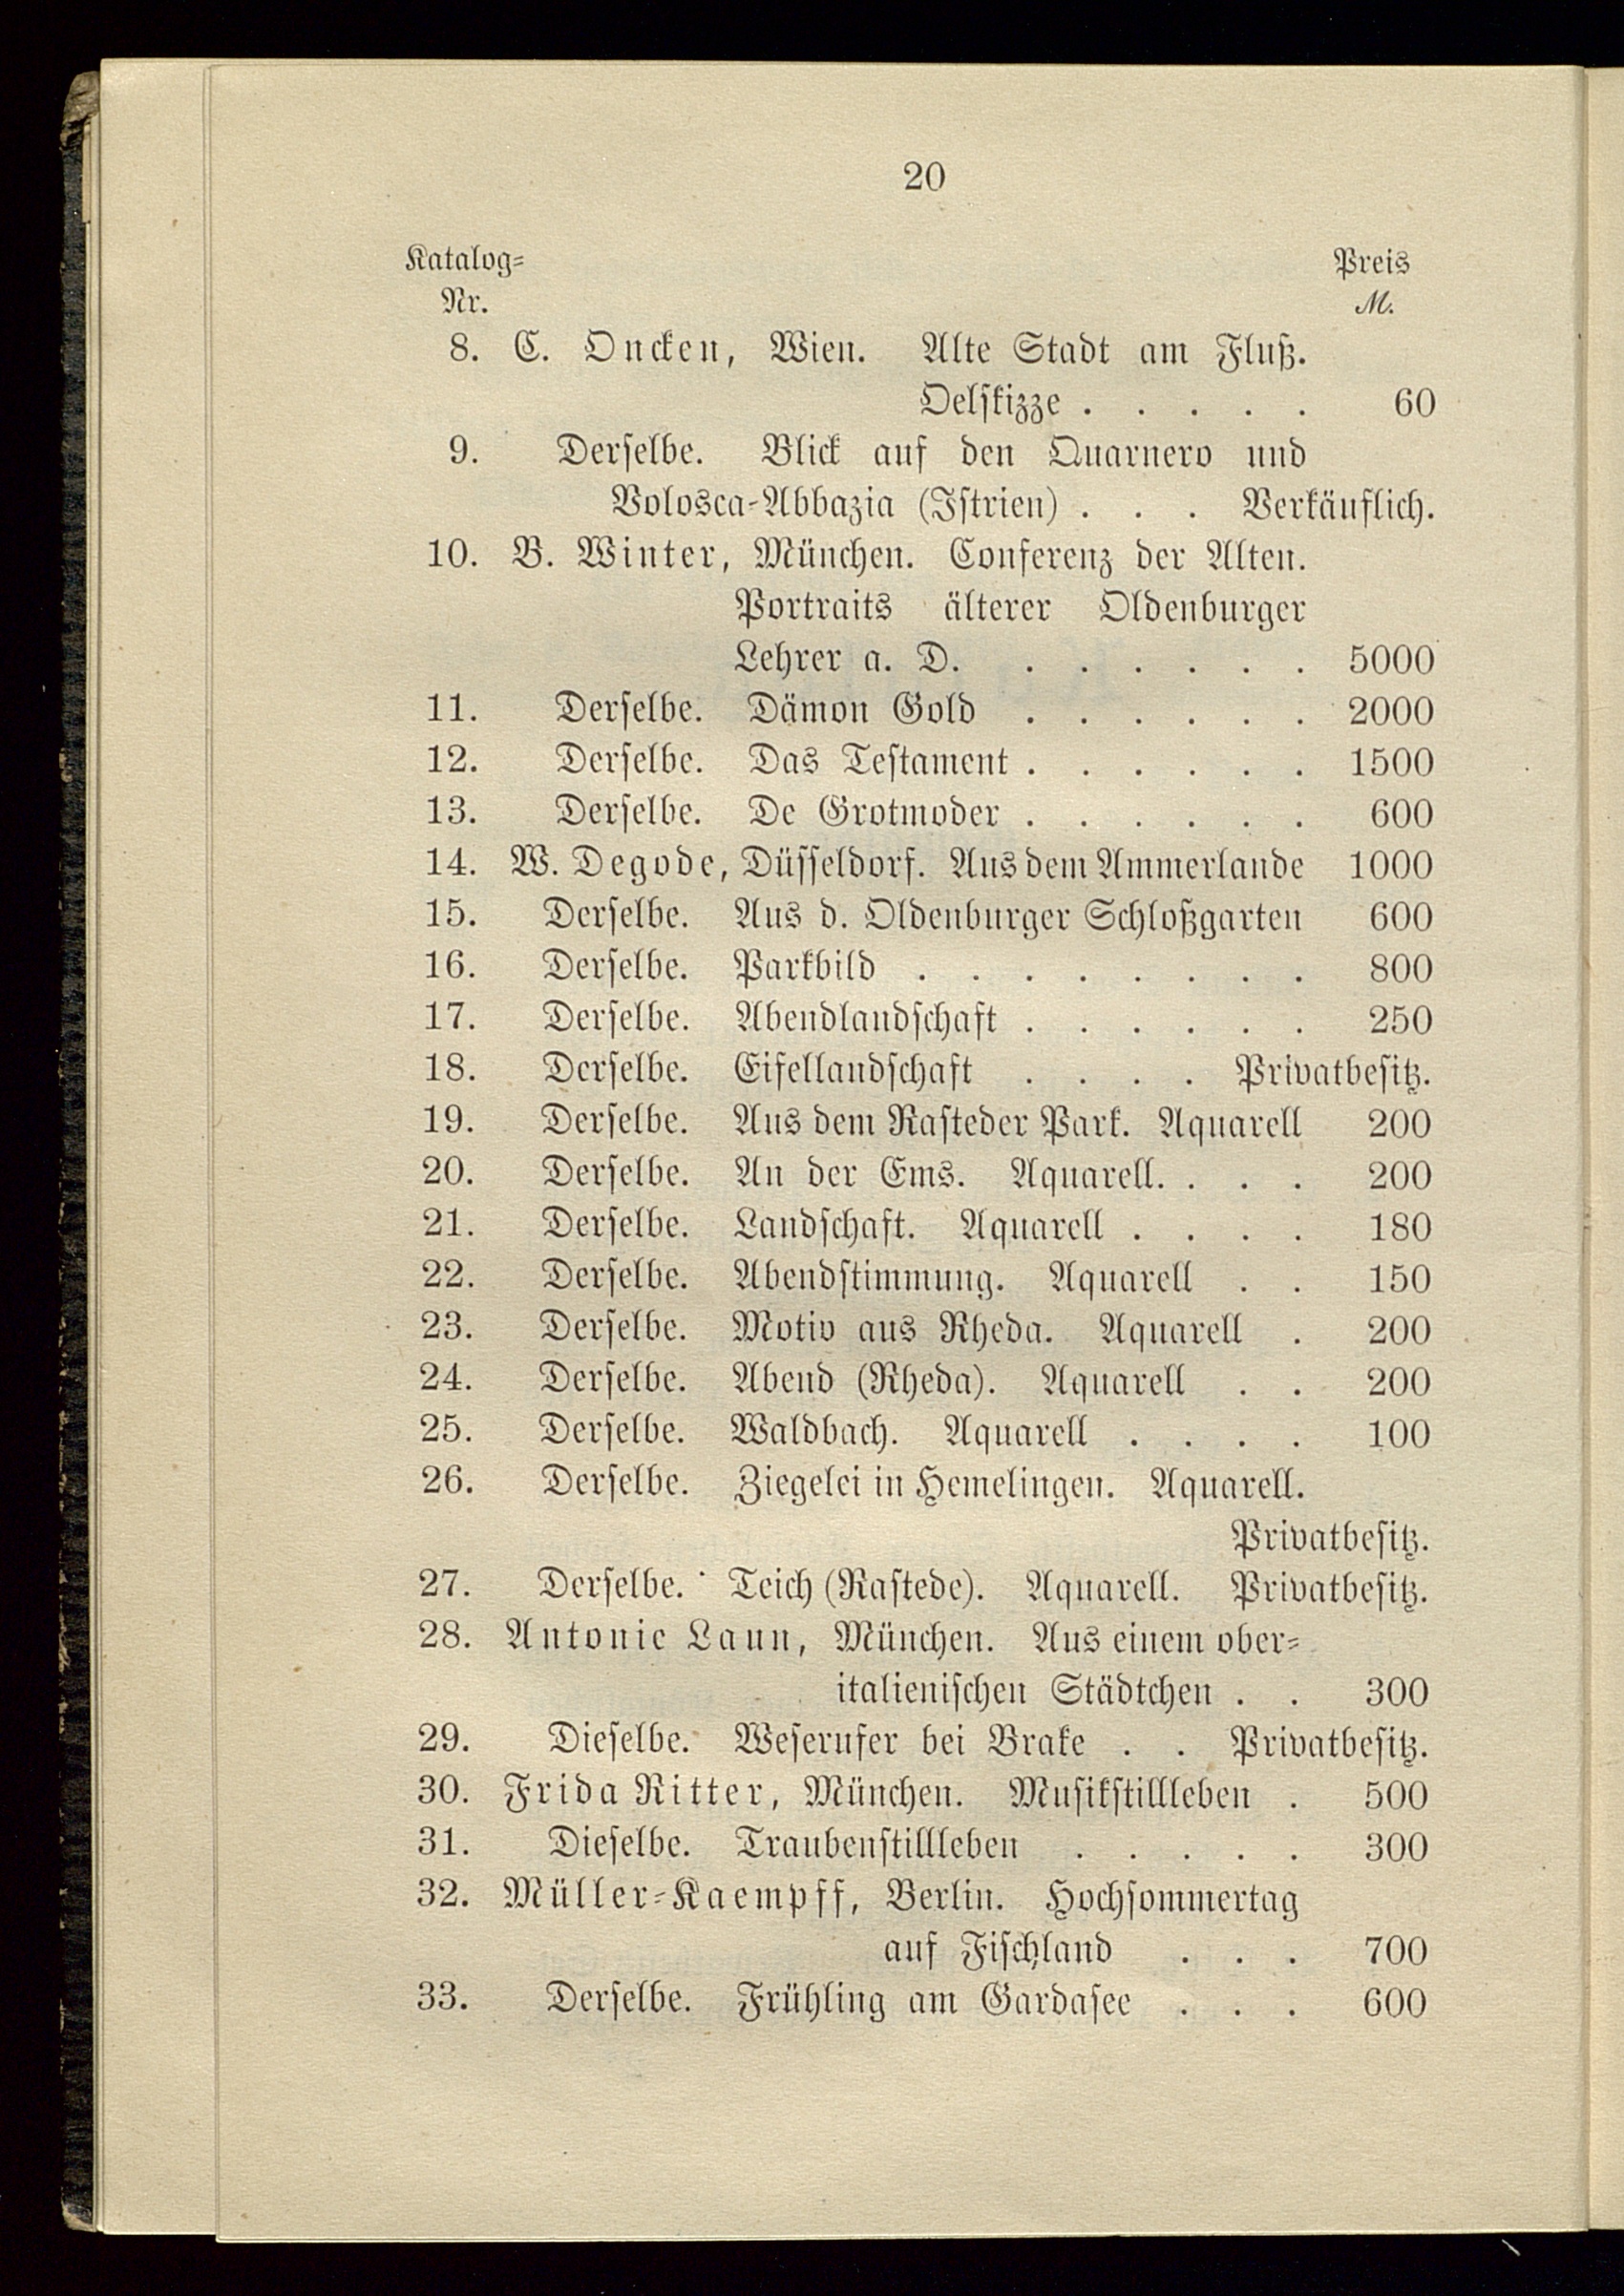 20
Katalog- Preis
Nr. M.
8. C. Oncken, Wien. Alte Stadt am Fluß.
Oelskizze . . . . . 60
9. Derselbe. Blick auf den Quarnero und
Volosca-Abbazia (Istrien) . . . Verkäuflich.
10. B. Winter, München. Conferenz der Alten.
Portraits älterer Oldenburger
Lehrer a. D. . . . . . . 5000
11. Derselbe. Dämon Gold . . . . . . 2000
12. Derselbe. Das Testament . . . . . . 1500
13. Derselbe. De Grotmoder . . . . . . 600
14. W. Degode, Düsseldorf. Aus dem Ammerlande 1000
15. Derselbe. Aus d. Oldenburger Schloßgarten 600
16. Derselbe. Parkbild . . . . . . . . 800
17. Derselbe. Abendlandschaft . . . . . . 250
18. Derselbe. Eifellandschaft . . . . Privatbesitz.
19. Derselbe. Aus dem Rasteder Park. Aquarell 200
20. Derselbe. An der Ems. Aquarell. . . . 200
21. Derselbe. Landschaft. Aquarell . . . . 180
22. Derselbe. Abendstimmung. Aquarell . . 150
23. Derselbe. Motiv aus Rheda. Aquarell . 200
24. Derselbe. Abend (Rheda). Aquarell . . 200
25. Derselbe. Waldbach. Aquarell . . . . 100
26. Derselbe. Ziegelei in Hemelingen. Aquarell.
Privatbesitz.
27. Derselbe. Teich (Rastede). Aquarell. Privatbesitz.
28. Antonie Laun, München. Aus einem ober-
italienischen Städtchen . . 300
29. Dieselbe. Weserufer bei Brake . . Privatbesitz.
30. Frida Ritter, München. Musikstillleben . 500
31. Dieselbe. Traubenstillleben . . . . . 300
32. Müller-Kaempff, Berlin. Hochsommertag
auf Fischland . . . 700
33. Derselbe. Frühling am Gardasee . . . 600